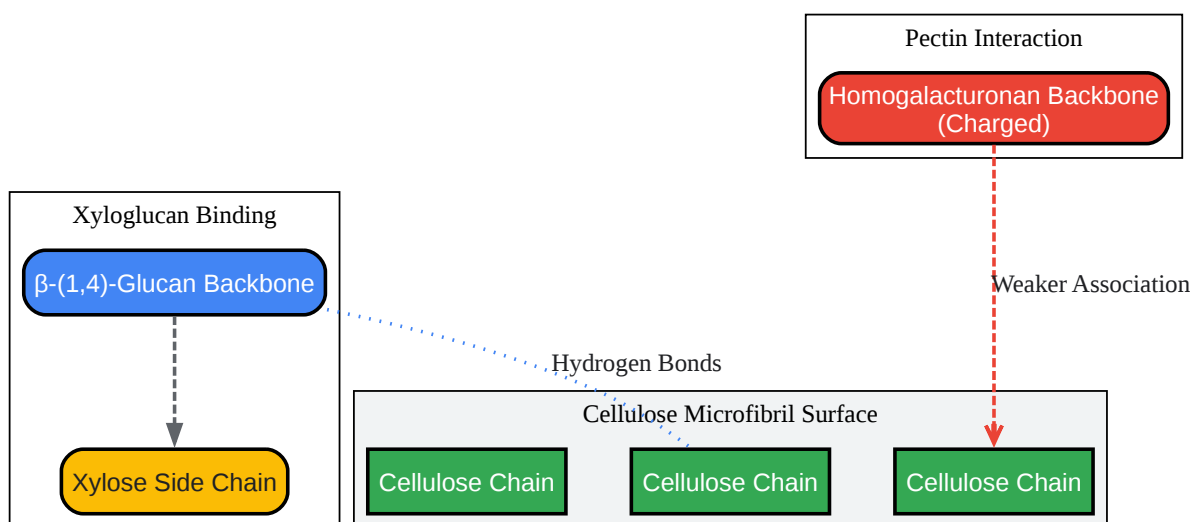 Pectin Interaction
Homogalacturonan Backbone
(Charged)
Xyloglucan Binding
β-(1,4)-Glucan Backbone
Weaker Association
Hydrogen Bonds
Cellulose Microfibril Surface
Xylose Side Chain
Cellulose Chain
Cellulose Chain
Cellulose Chain